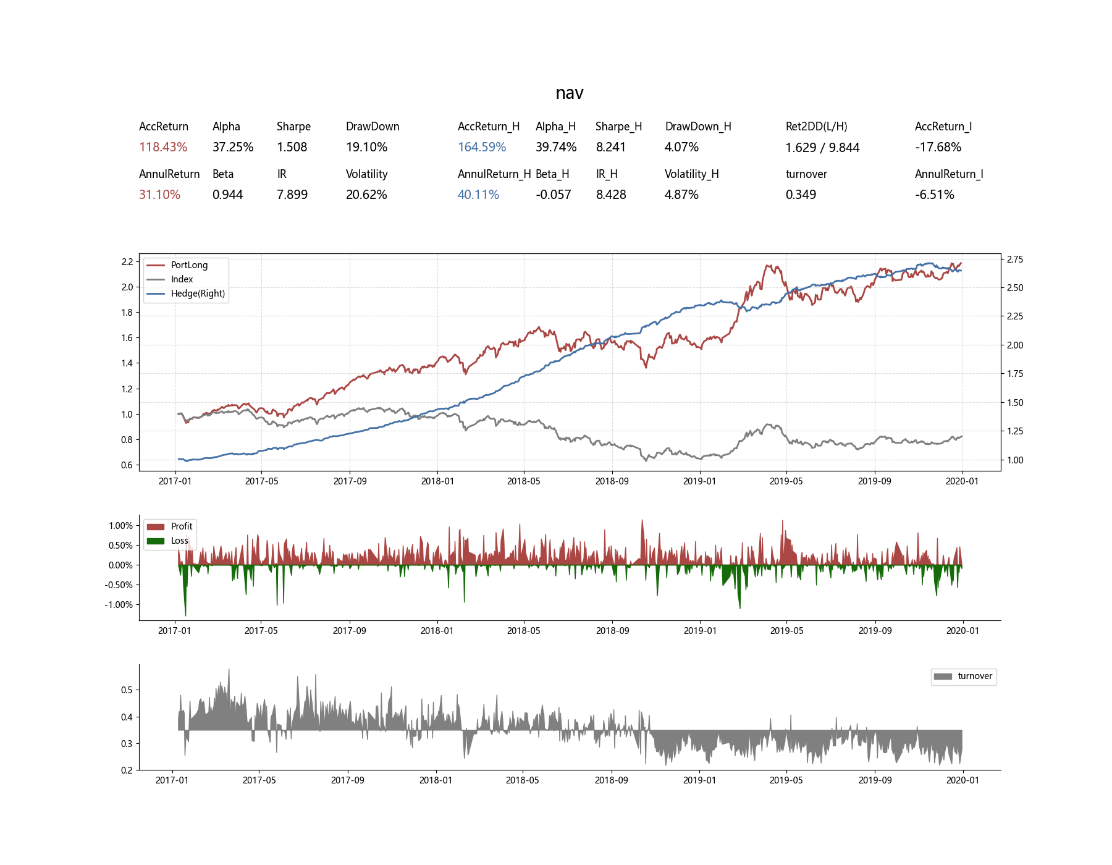 nav
AccReturn Alpha Sharpe DrawDown AccReturn_H Alpha_H Sharpe_H DrawDown_H Ret2DD(L/H) AccReturn_I
118.43% 37.25% 1.508 19.10% 164.59% 39.74% 8.241 4.07% 1.629 / 9.844 -17.68%
AnnulReturn Beta IR Volatility AnnulReturn_H Beta_H IR_H Volatility_H turnover AnnulReturn_I
31.10% 0.944 7.899 20.62% 40.11% -0.057 8.428 4.87% 0.349 -6.51%
PortLong
Index
Hedge(Right)
2.2
2.0
1.8
1.6
1.4
1.2
1.0
0.8
0.6
2.75
2.50
2.25
2.00
1.75
1.50
1.25
1.00
2017-01 2017-05 2017-09 2018-01 2018-05 2018-09 2019-01 2019-05 2019-09 2020-01
Profit
Loss
1.00%
0.50%
0.00%
-0.50%
-1.00%
2017-01 2017-05 2017-09 2018-01 2018-05 2018-09 2019-01 2019-05 2019-09 2020-01
turnover
0.5
0.4
0.3
0.2
2017-01 2017-05 2017-09 2018-01 2018-05 2018-09 2019-01 2019-05 2019-09 2020-01